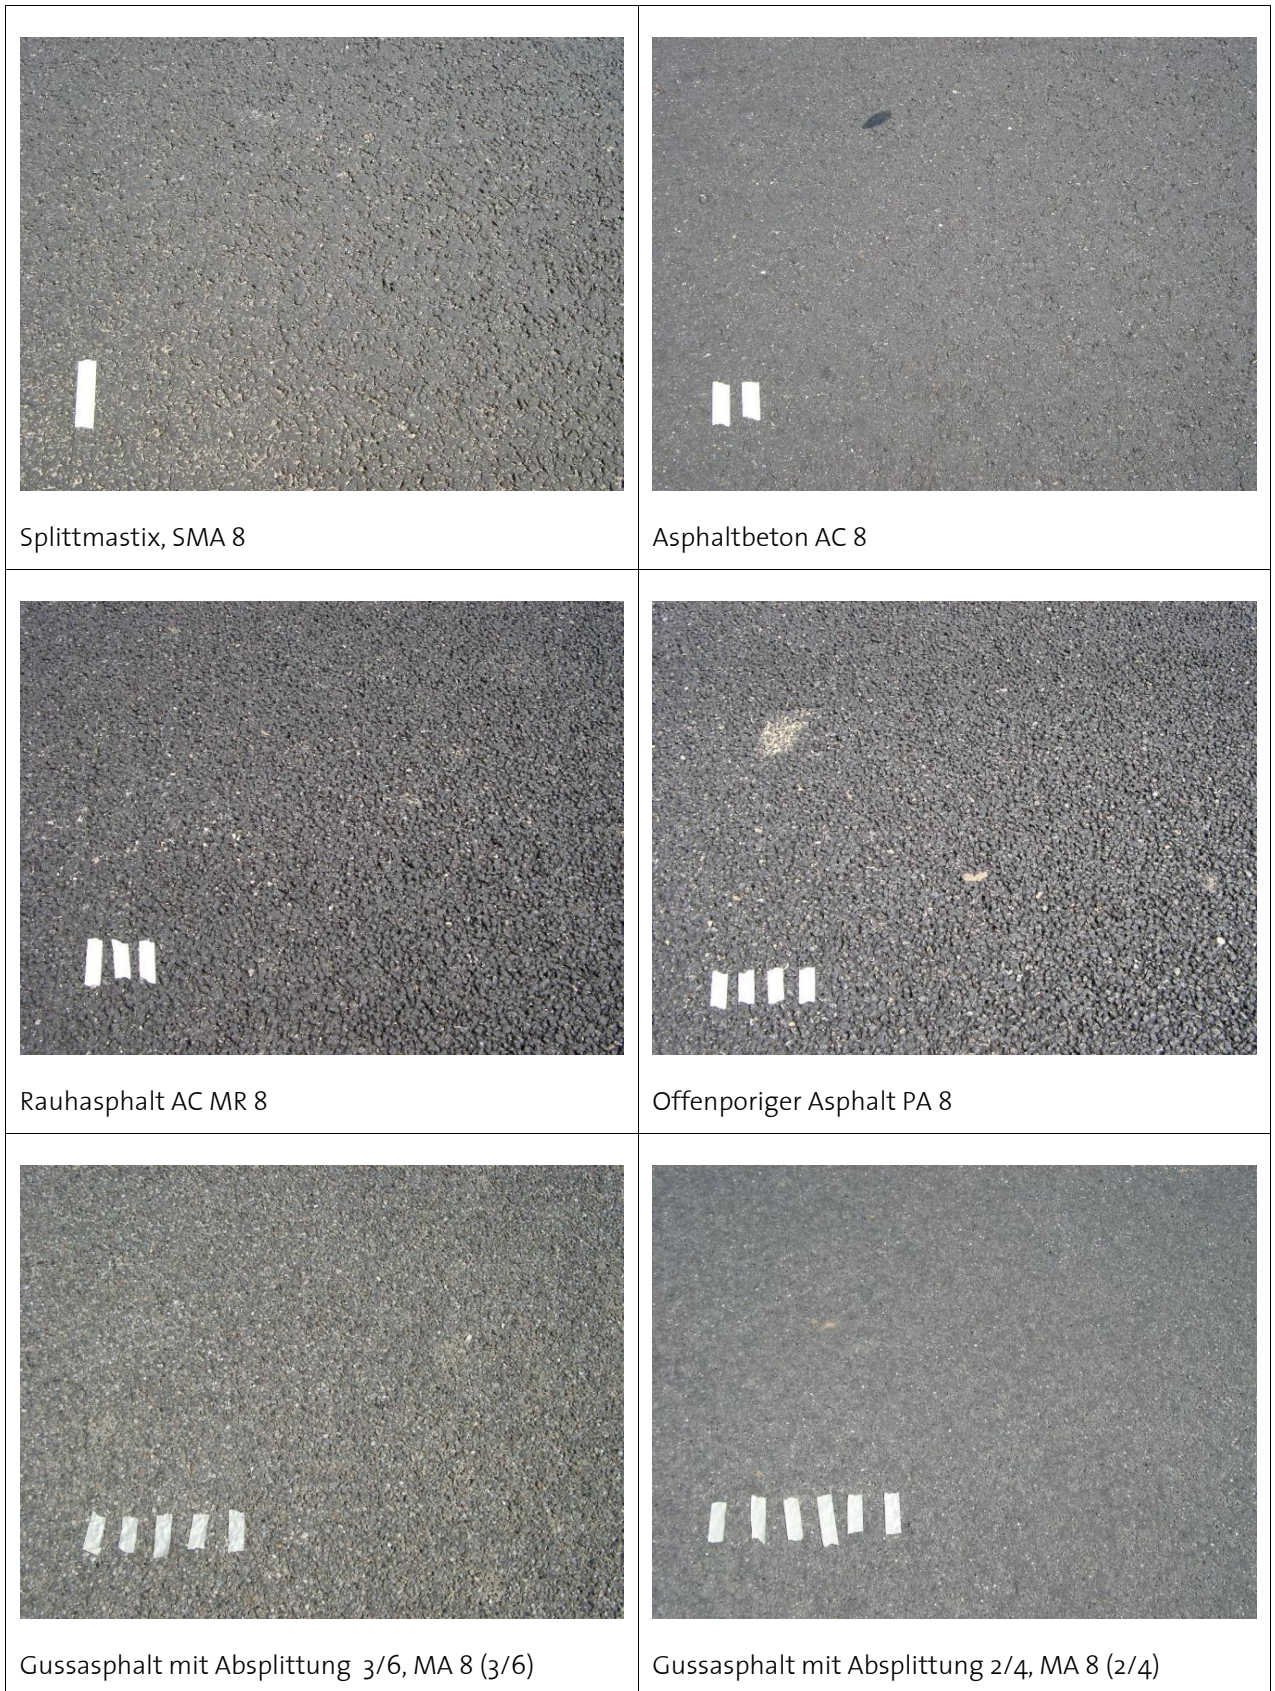 Splittmastix, SMA 8
Asphaltbeton AC 8
Rauhasphalt AC MR 8
Offenporiger Asphalt PA 8
Gussasphalt mit Absplittung  3/6, MA 8 (3/6)
Gussasphalt mit Absplittung 2/4, MA 8 (2/4)